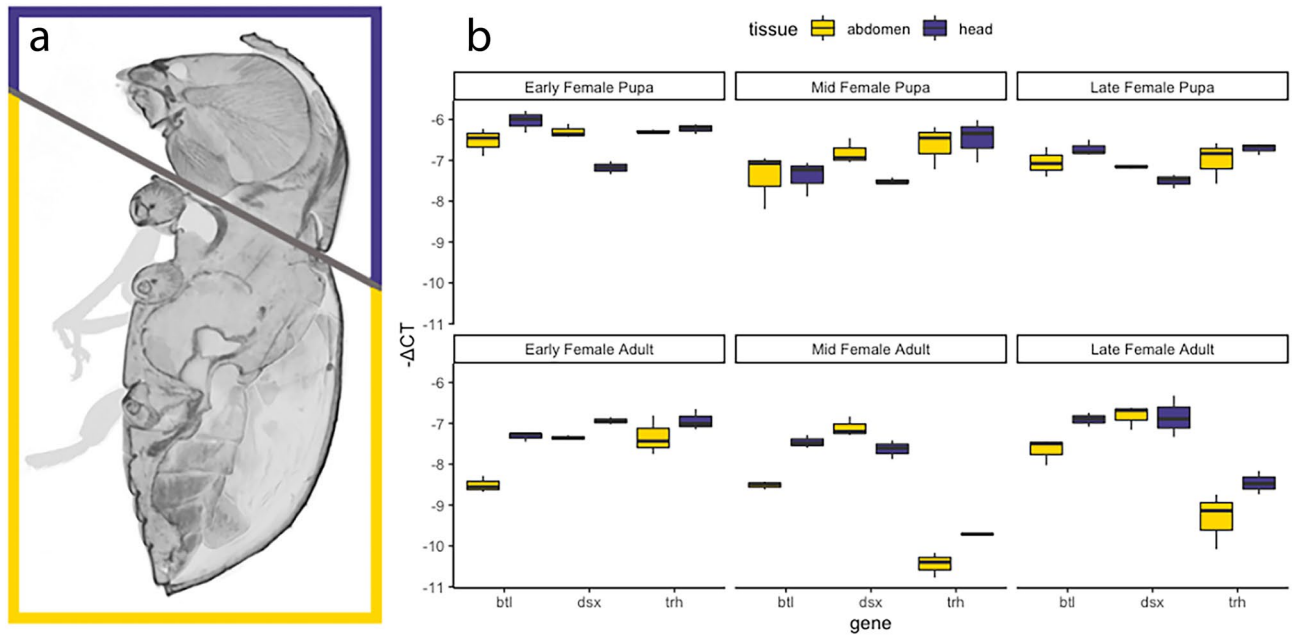 a
b
tissue abdomen head
Early Female Pupa Mid Female Pupa Late Female Pupa
-6
-7
-8
-9
-10
-11
-ΔCT
Early Female Adult Mid Female Adult Late Female Adult
-6
-7
-8
-9
-10
-11
btl dsx trh btl dsx trh btl dsx trh
gene